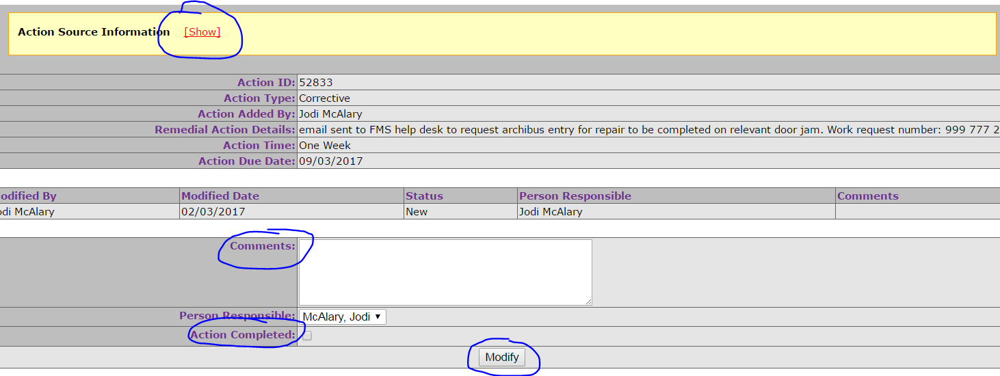 Action Source Information [Show]
Action ID: 52833
Action Type: Corrective
Action Added By: Jodi McAlary
Remedial Action Details: email sent to FMS help desk to request archibus entry for repair to be completed on relevant door jam. Work request number: 999 777 2
Action Time: One Week
Action Due Date: 09/03/2017
odified By Modified Date Status Person Responsible Comments
odi McAlary 02/03/2017 New Jodi McAlary
Comments:
Person Responsible: McAlary, Jodi
Action Completed:
Modify